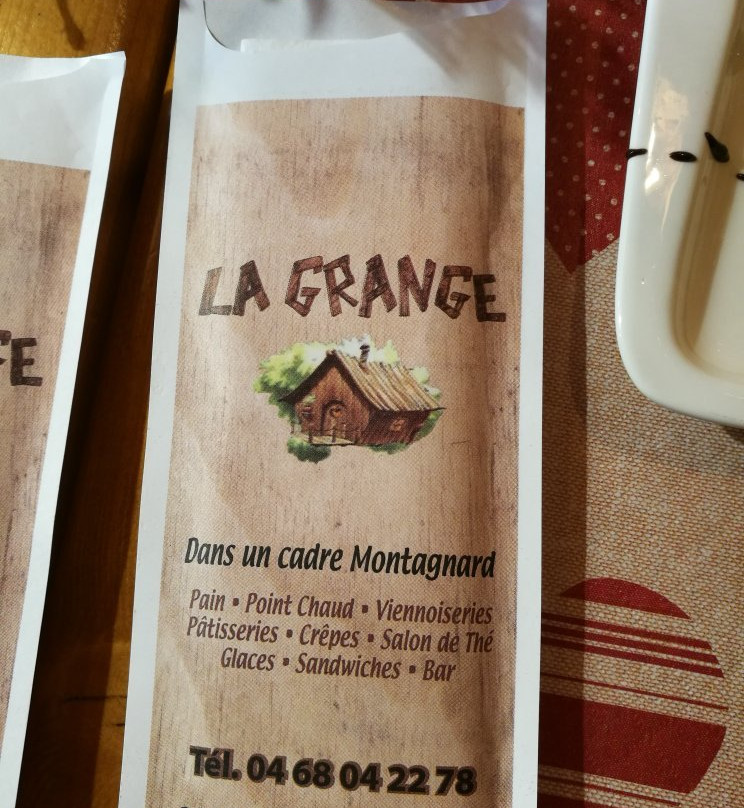 LA GRANGE
Dans un cadre Montagnard
Pain ▪ Point Chaud ▪ Viennoiseries
Pâtisseries ▪ Crêpes ▪ Salon de Thé
Glaces ▪ Sandwiches ▪ Bar
Tél. 04 68 04 22 78